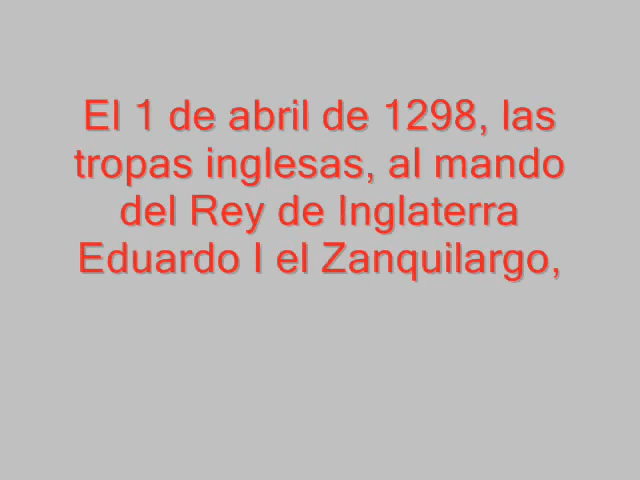 El 1 de abril de 1298, las
tropas inglesas, al mando
del Rey de Inglaterra
Eduardo I el Zanquilargo,